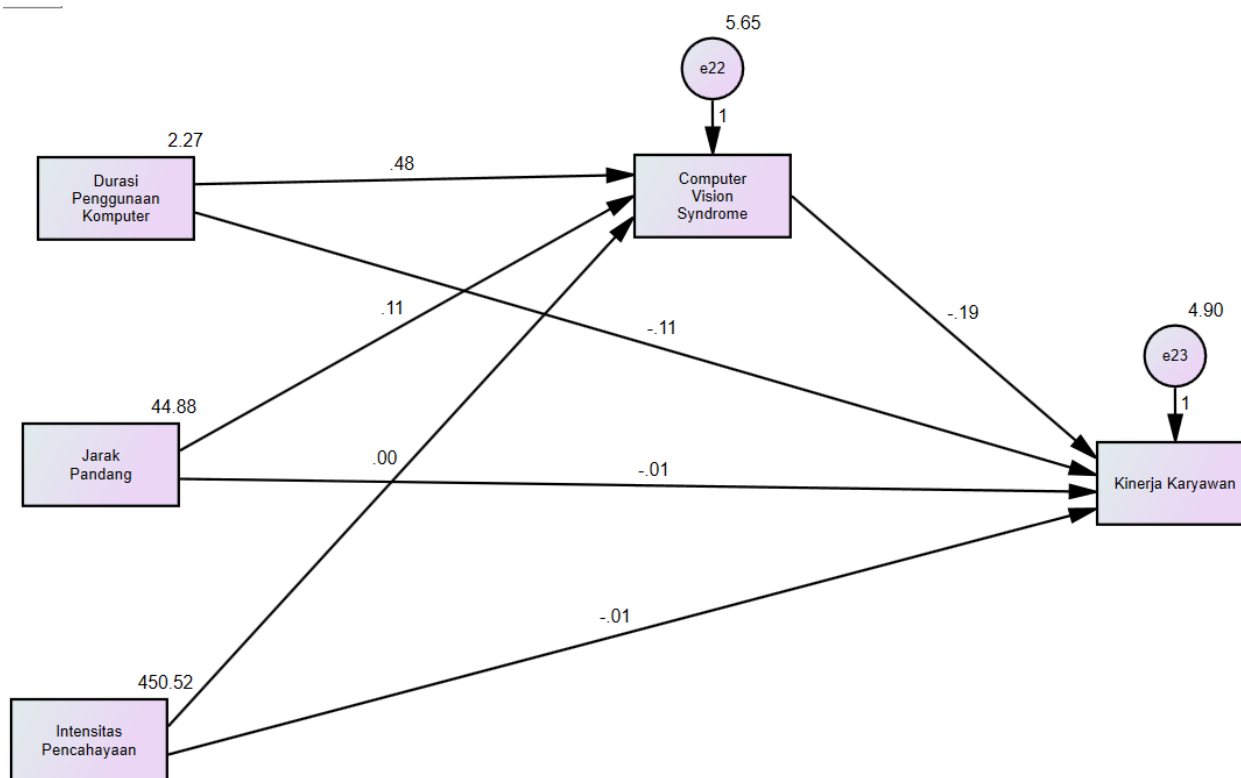 5.65
e22
1
2.27
Durasi
Penggunaan
Komputer
.48
Computer
Vision
Syndrome
.11
-.11
-.19
4.90
e23
1
44.88
Jarak
Pandang
.00
-.01
Kinerja Karyawan
-.01
450.52
Intensitas
Pencahayaan